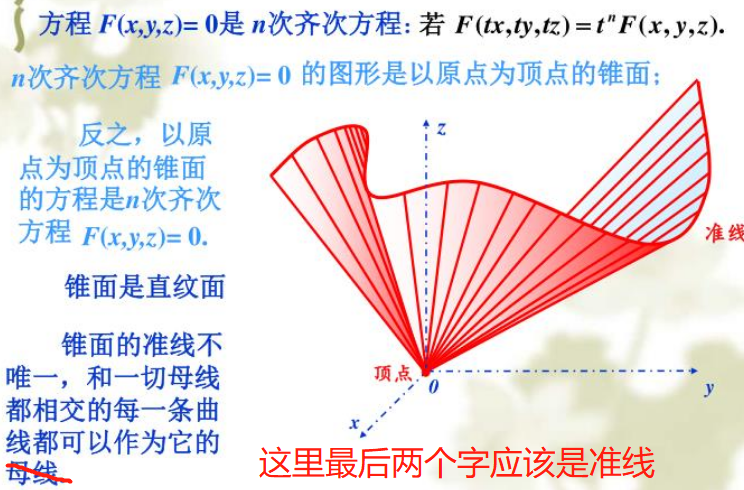 方程 F(x,y,z)= 0是 n次齐次方程: 若 F(tx,ty,tz)=tⁿF(x,y,z).
n次齐次方程 F(x,y,z)= 0 的图形是以原点为顶点的锥面;
反之，以原
点为顶点的锥面
的方程是n次齐次
方程 F(x,y,z)= 0.
锥面是直纹面
锥面的准线不
唯一，和一切母线
都相交的每一条曲
线都可以作为它的
母线.
z
准线
顶点
0
y
x
这里最后两个字应该是准线